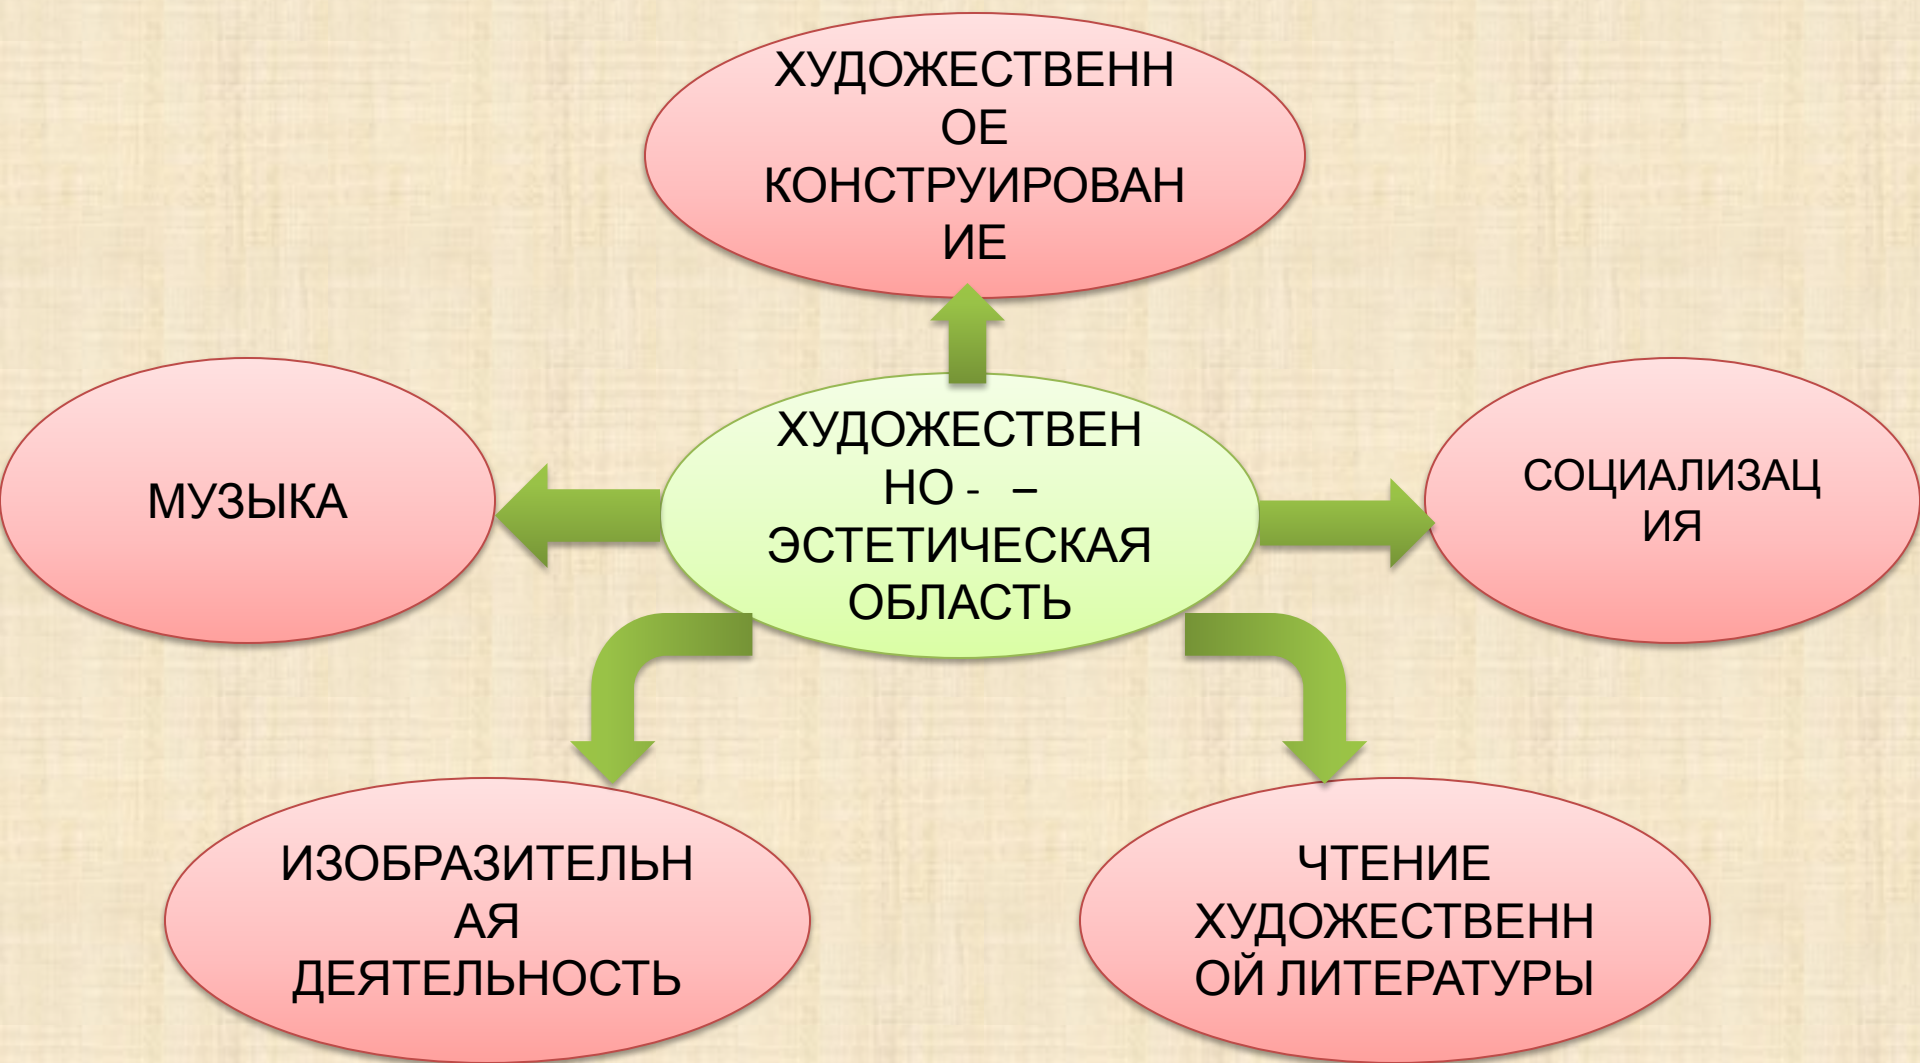 ХУДОЖЕСТВЕНН
ОЕ
КОНСТРУИРОВАН
ИЕ
МУЗЫКА
ХУДОЖЕСТВЕН
НО - –
ЭСТЕТИЧЕСКАЯ
ОБЛАСТЬ
СОЦИАЛИЗАЦ
ИЯ
ИЗОБРАЗИТЕЛЬН
АЯ
ДЕЯТЕЛЬНОСТЬ
ЧТЕНИЕ
ХУДОЖЕСТВЕНН
ОЙ ЛИТЕРАТУРЫ